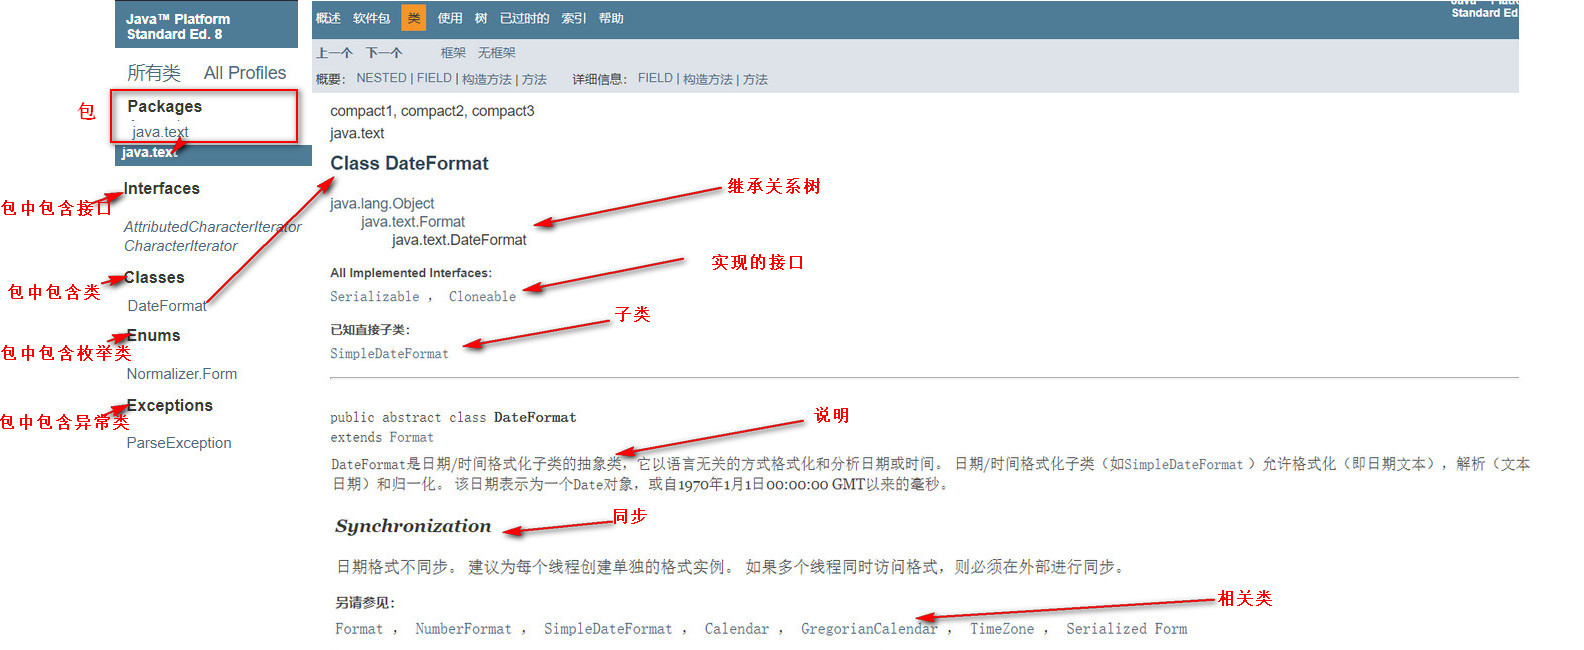 Java™ Platform
Standard Ed. 8
所有类 All Profiles
包
Packages
java.text
java.text
包中包含接口
Interfaces
AttributedCharacterIterator
CharacterIterator
包中包含类
Classes
DateFormat
包中包含枚举类
Enums
Normalizer.Form
包中包含异常类
Exceptions
ParseException
概述 软件包 类 使用 树 已过时的 索引 帮助
Java™ Platf
Standard Ed
上一个 下一个 框架 无框架
概要： NESTED | FIELD | 构造方法 | 方法 详细信息： FIELD | 构造方法 | 方法
compact1, compact2, compact3
java.text
Class DateFormat
继承关系树
java.lang.Object
java.text.Format
java.text.DateFormat
实现的接口
All Implemented Interfaces:
Serializable ， Cloneable
子类
已知直接子类：
SimpleDateFormat
说明
public abstract class DateFormat
extends Format
DateFormat是日期/时间格式化子类的抽象类，它以语言无关的方式格式化和分析日期或时间。 日期/时间格式化子类（如SimpleDateFormat ）允许格式化（即日期文本），解析（文本
日期）和归一化。 该日期表示为一个Date对象，或自1970年1月1日00:00:00 GMT以来的毫秒。
同步
Synchronization
日期格式不同步。 建议为每个线程创建单独的格式实例。 如果多个线程同时访问格式，则必须在外部进行同步。
相关类
另请参见：
Format ， NumberFormat ， SimpleDateFormat ， Calendar ， GregorianCalendar ， TimeZone ， Serialized Form